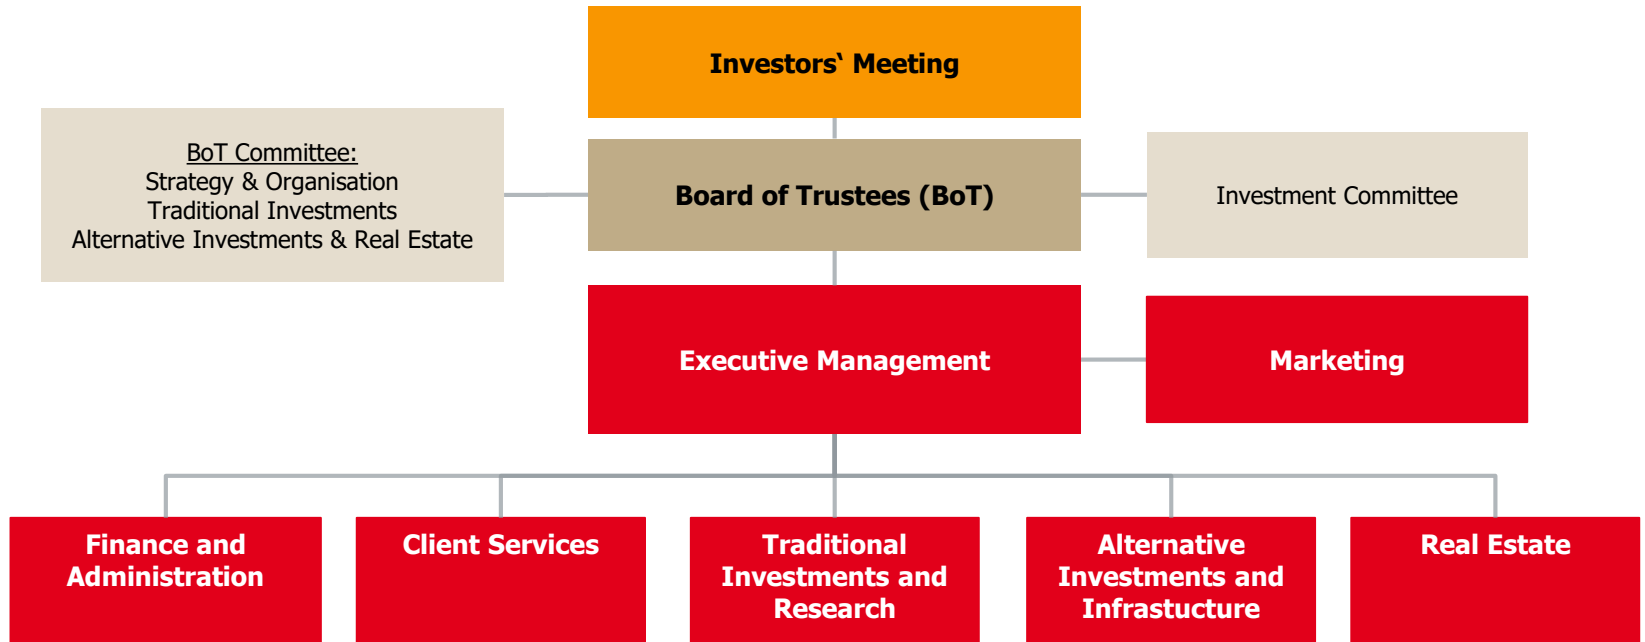 Investors‘ Meeting
BoT Committee:
Strategy & Organisation
Traditional Investments
Alternative Investments & Real Estate
Board of Trustees (BoT)
Investment Committee
Executive Management
Marketing
Finance and
Administration
Client Services
Traditional
Investments and
Research
Alternative
Investments and
Infrastucture
Real Estate